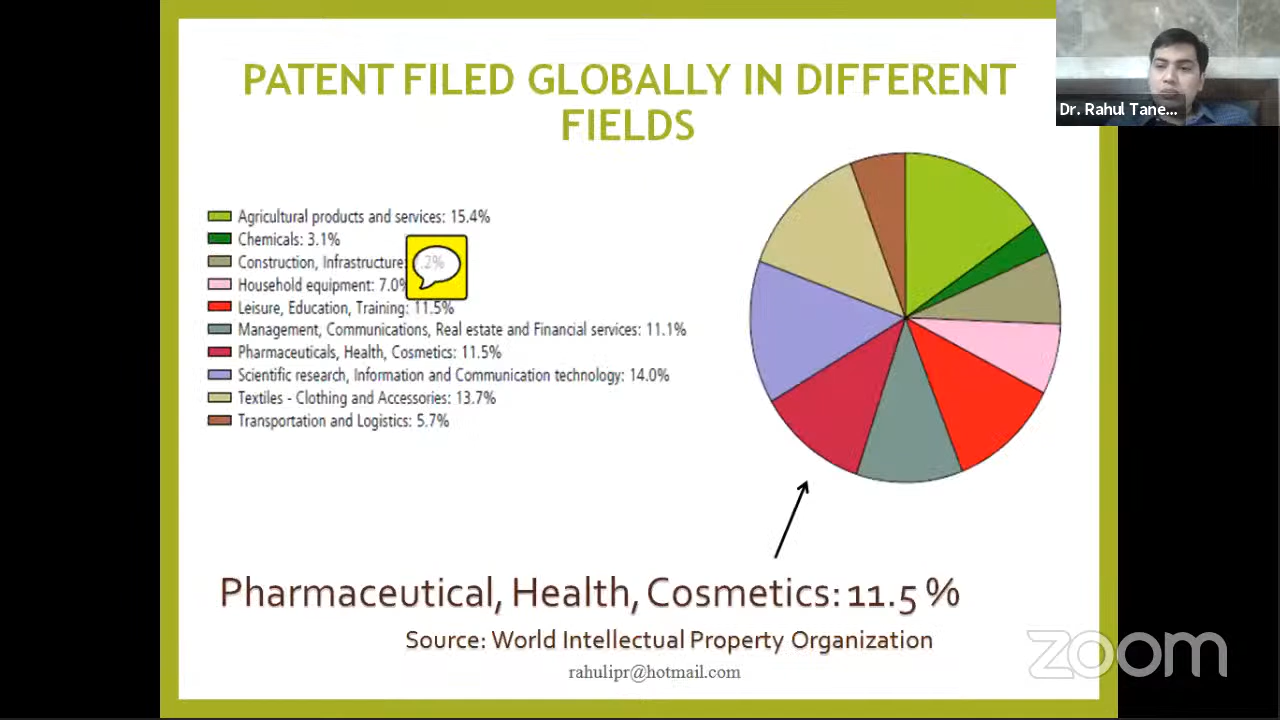 PATENT FILED GLOBALLY IN DIFFERENT
FIELDS
Dr. Rahul Tane...
Agricultural products and services: 15.4%
Chemicals: 3.1%
Construction, Infrastructure: .2%
Household equipment: 7.0%
Leisure, Education, Training: 11.5%
Management, Communications, Real estate and Financial services: 11.1%
Pharmaceuticals, Health, Cosmetics: 11.5%
Scientific research, Information and Communication technology: 14.0%
Textiles - Clothing and Accessories: 13.7%
Transportation and Logistics: 5.7%
Pharmaceutical, Health, Cosmetics: 11.5 %
Source: World Intellectual Property Organization
rahulipr@hotmail.com
zoom